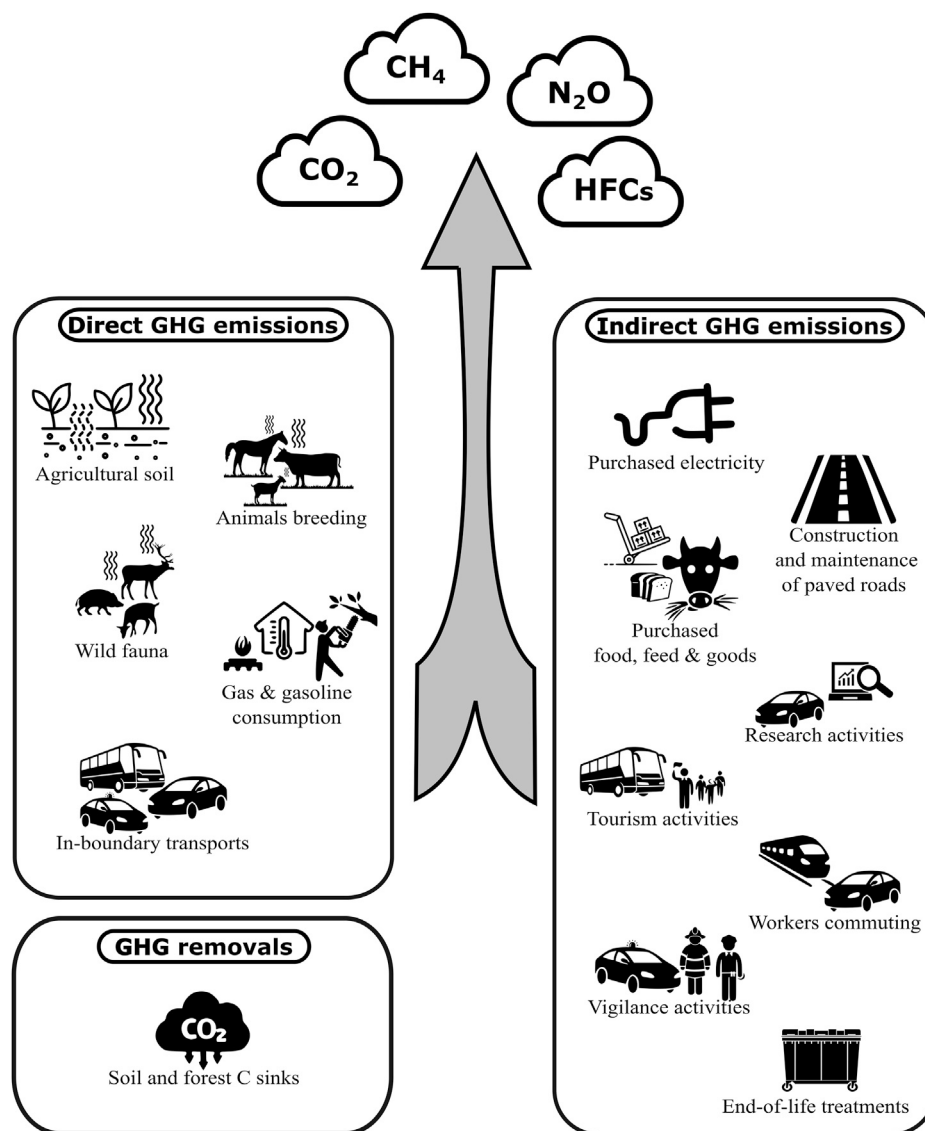 CH₄
N₂O
CO₂
HFCs
Direct GHG emissions
Agricultural soil
Animals breeding
Wild fauna
Gas & gasoline
consumption
In-boundary transports
GHG removals
CO₂
Soil and forest C sinks
Indirect GHG emissions
Purchased electricity
Construction
and maintenance
of paved roads
Purchased
food, feed & goods
Research activities
Tourism activities
Workers commuting
Vigilance activities
End-of-life treatments